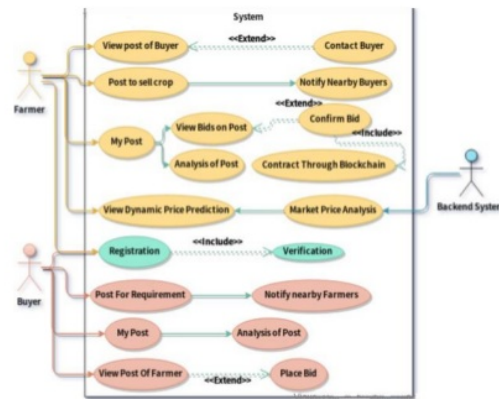 System
View post of Buyer
<<Extend>>
Contact Buyer
Farmer
Post to sell crop
Notify Nearby Buyers
<<Extend>>
My Post
View Bids on Post
Confirm Bid
<<Include>>
Analysis of Post
Contract Through Blockchain
View Dynamic Price Prediction
Market Price Analysis
Backend System
Registration
<<Include>>
Verification
Buyer
Post For Requirement
Notify nearby Farmers
My Post
Analysis of Post
View Post Of Farmer
<<Extend>>
Place Bid